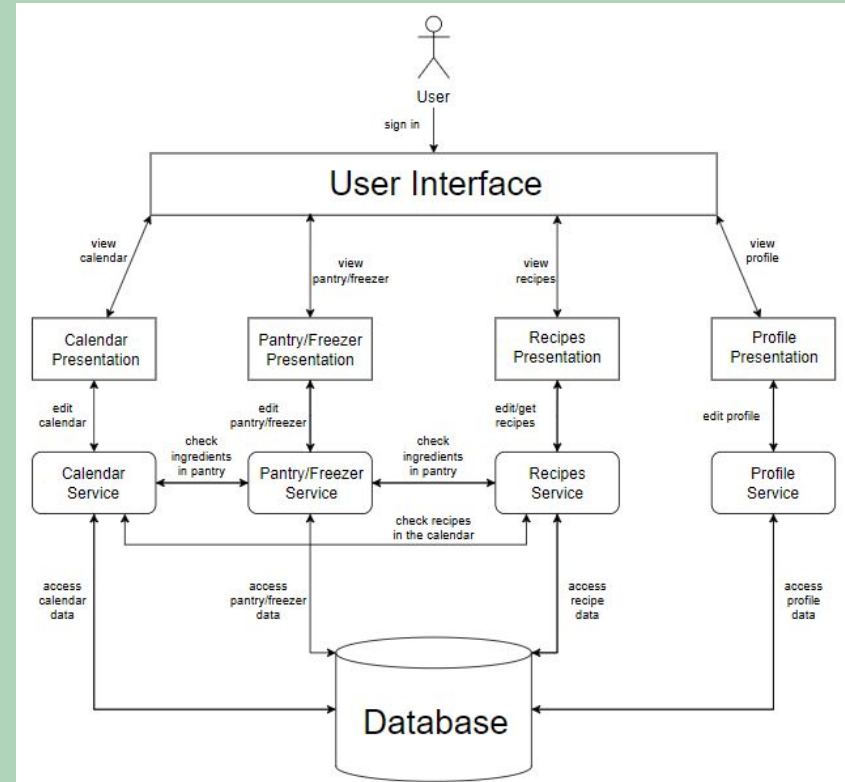 User
sign in
User Interface
view
calendar
view
pantry/freezer
view
recipes
view
profile
Calendar
Presentation
Pantry/Freezer
Presentation
Recipes
Presentation
Profile
Presentation
edit
calendar
edit
pantry/freezer
edit/get
recipes
edit profile
check
ingredients
in pantry
check
ingredients
in pantry
Calendar
Service
Pantry/Freezer
Service
Recipes
Service
Profile
Service
check recipes
in the calendar
access
calendar
data
access
pantry/freezer
data
access
recipe
data
access
profile
data
Database